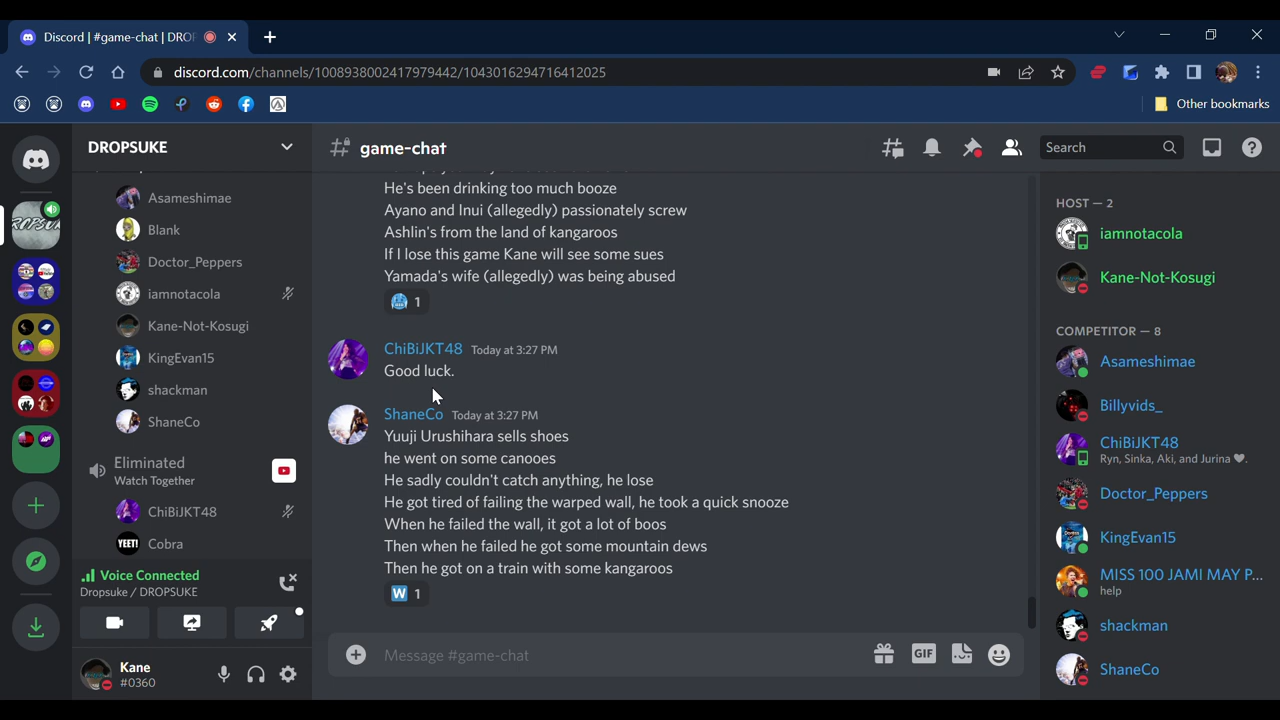 Discord | #game-chat | DRO
discord.com/channels/1008938002417979442/1043016294716412025
Other bookmarks
DROPSUKE
game-chat
Search
Asameshimae
Blank
Doctor_Peppers
iamnotacola
Kane-Not-Kosugi
KingEvan15
shackman
ShaneCo
Eliminated
Watch Together
ChiBiJKT48
YEET! Cobra
Voice Connected
Dropsuke / DROPSUKE
Kane
#0360
He's been drinking too much booze
Ayano and Inui (allegedly) passionately screw
Ashlin's from the land of kangaroos
If I lose this game Kane will see some sues
Yamada's wife (allegedly) was being abused
1
ChiBiJKT48 Today at 3:27 PM
Good luck.
ShaneCo Today at 3:27 PM
Yuuji Urushihara sells shoes
he went on some canooes
He sadly couldn't catch anything, he lose
He got tired of failing the warped wall, he took a quick snooze
When he failed the wall, it got a lot of boos
Then when he failed he got some mountain dews
Then he got on a train with some kangaroos
W 1
Message #game-chat
GIF
HOST — 2
iamnotacola
Kane-Not-Kosugi
COMPETITOR — 8
Asameshimae
Billyvids_
ChiBiJKT48
Ryn, Sinka, Aki, and Jurina
Doctor_Peppers
KingEvan15
MISS 100 JAMI MAY P...
help
shackman
ShaneCo